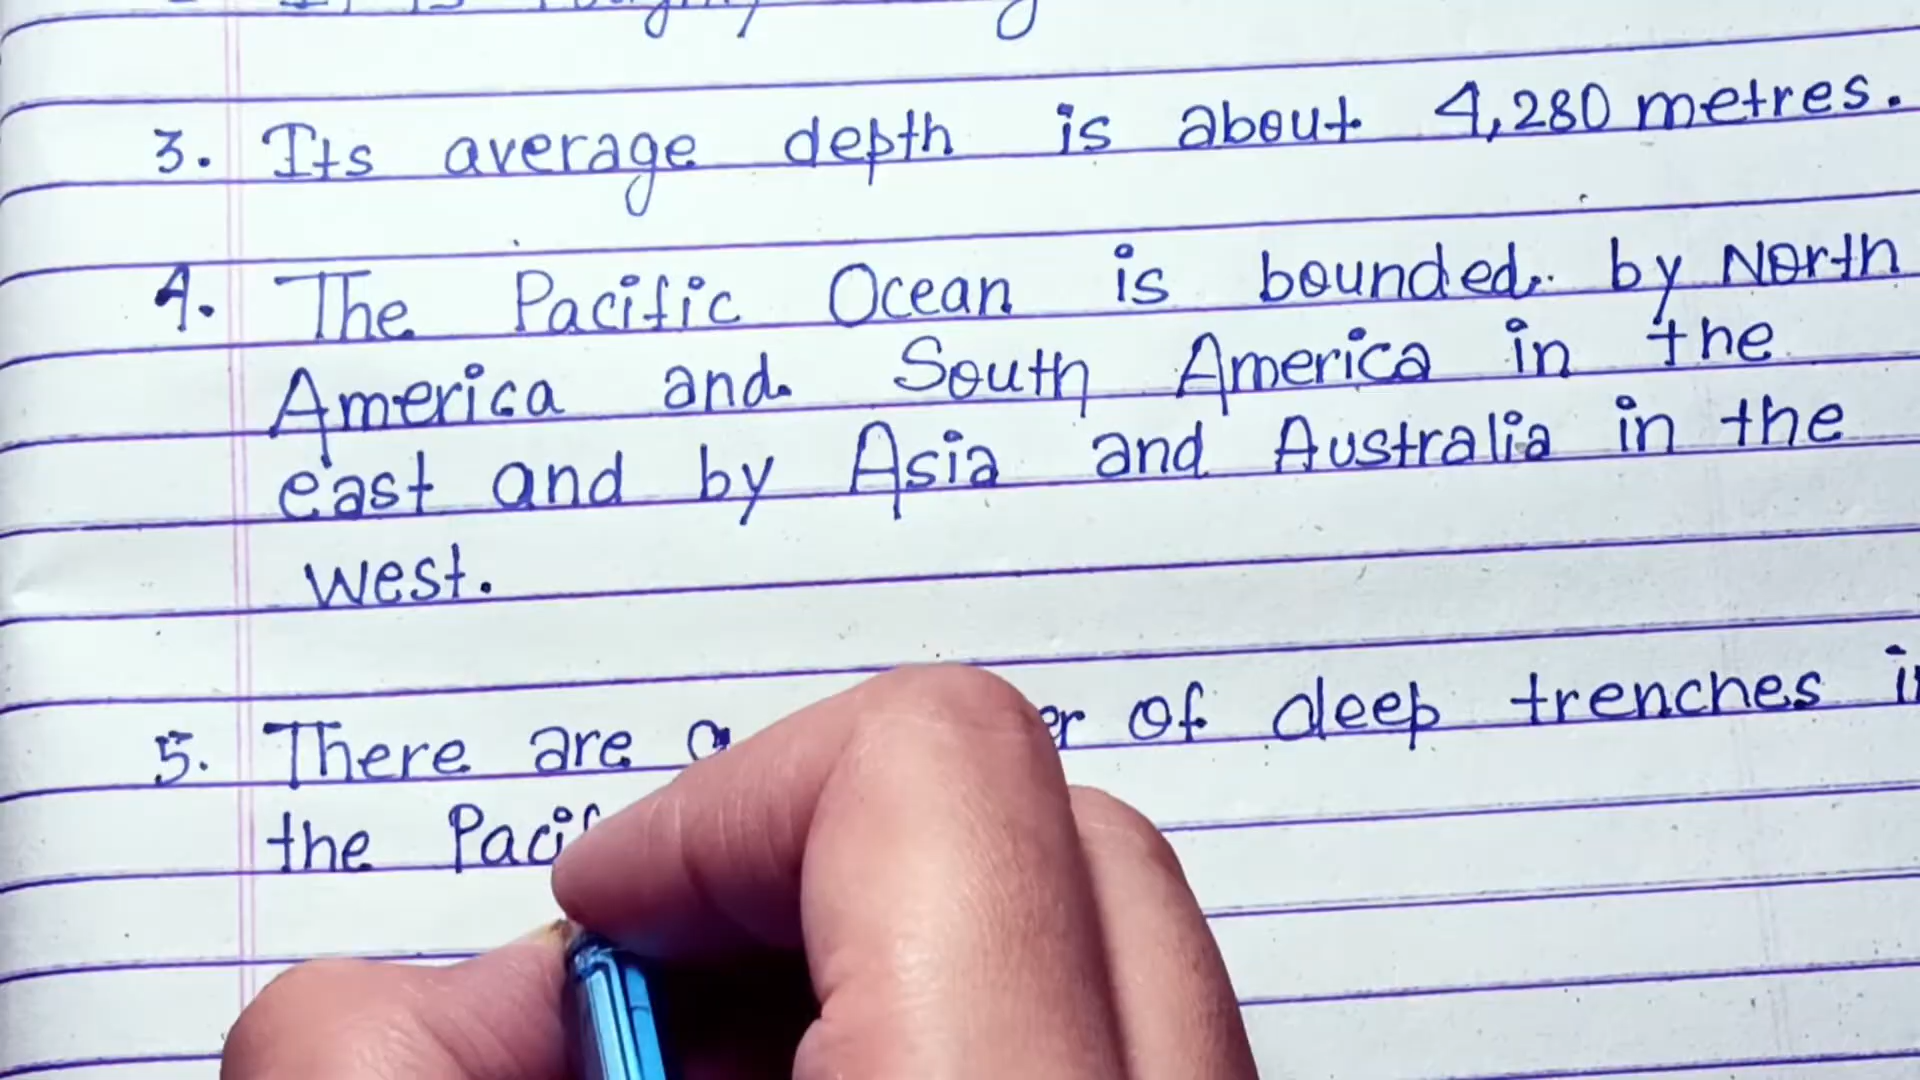 3. Its average depth is about 4,280 metres.
4. The Pacific Ocean is bounded by North
America and South America in the
east and by Asia and Australia in the
west.
5. There are of deep trenches
the